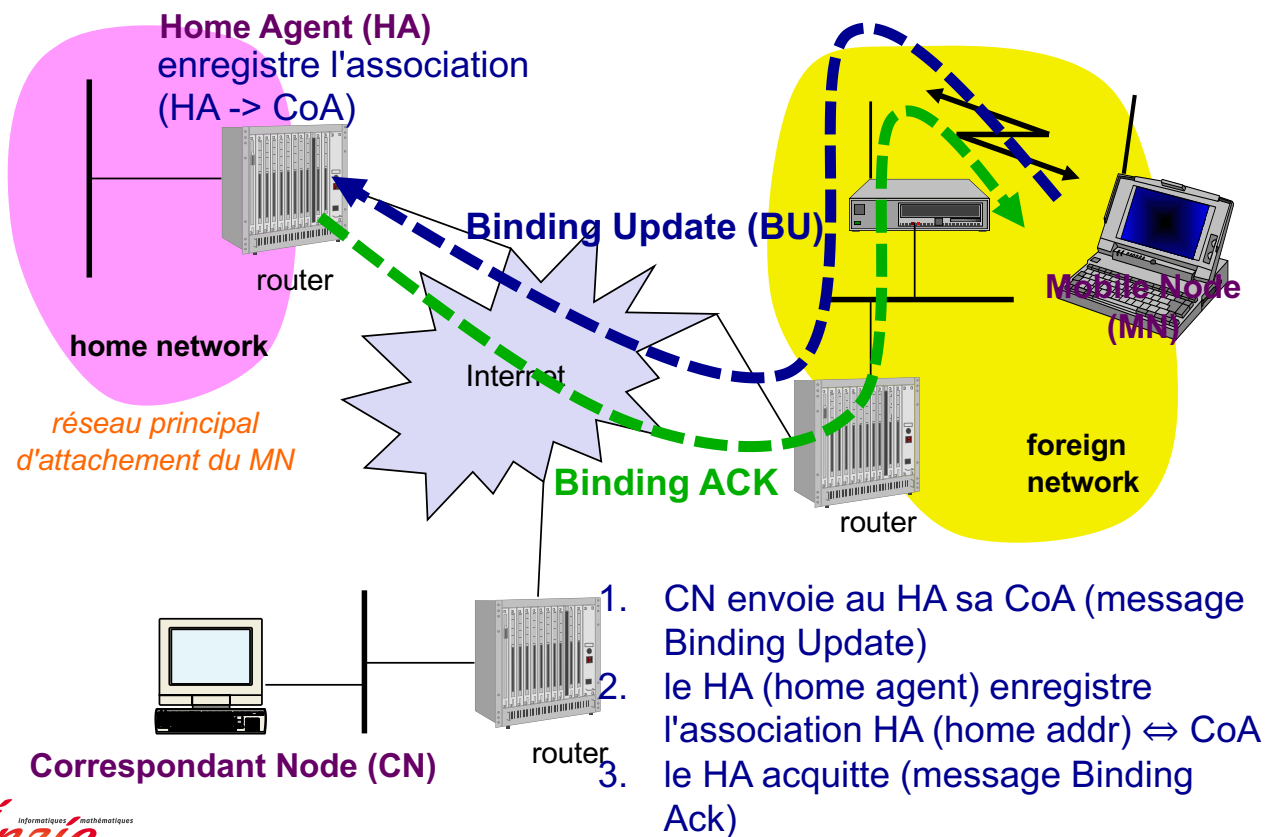 Home Agent (HA)
enregistre l'association
(HA -> CoA)
Binding Update (BU)
router
Mobile Node
(MN)
home network
Internet
réseau principal
d'attachement du MN
foreign
network
Binding ACK
router
1. CN envoie au HA sa CoA (message
Binding Update)
2. le HA (home agent) enregistre
l'association HA (home addr) ⇔ CoA
3. le HA acquitte (message Binding
Ack)
router
Correspondant Node (CN)
informatiques mathématiques